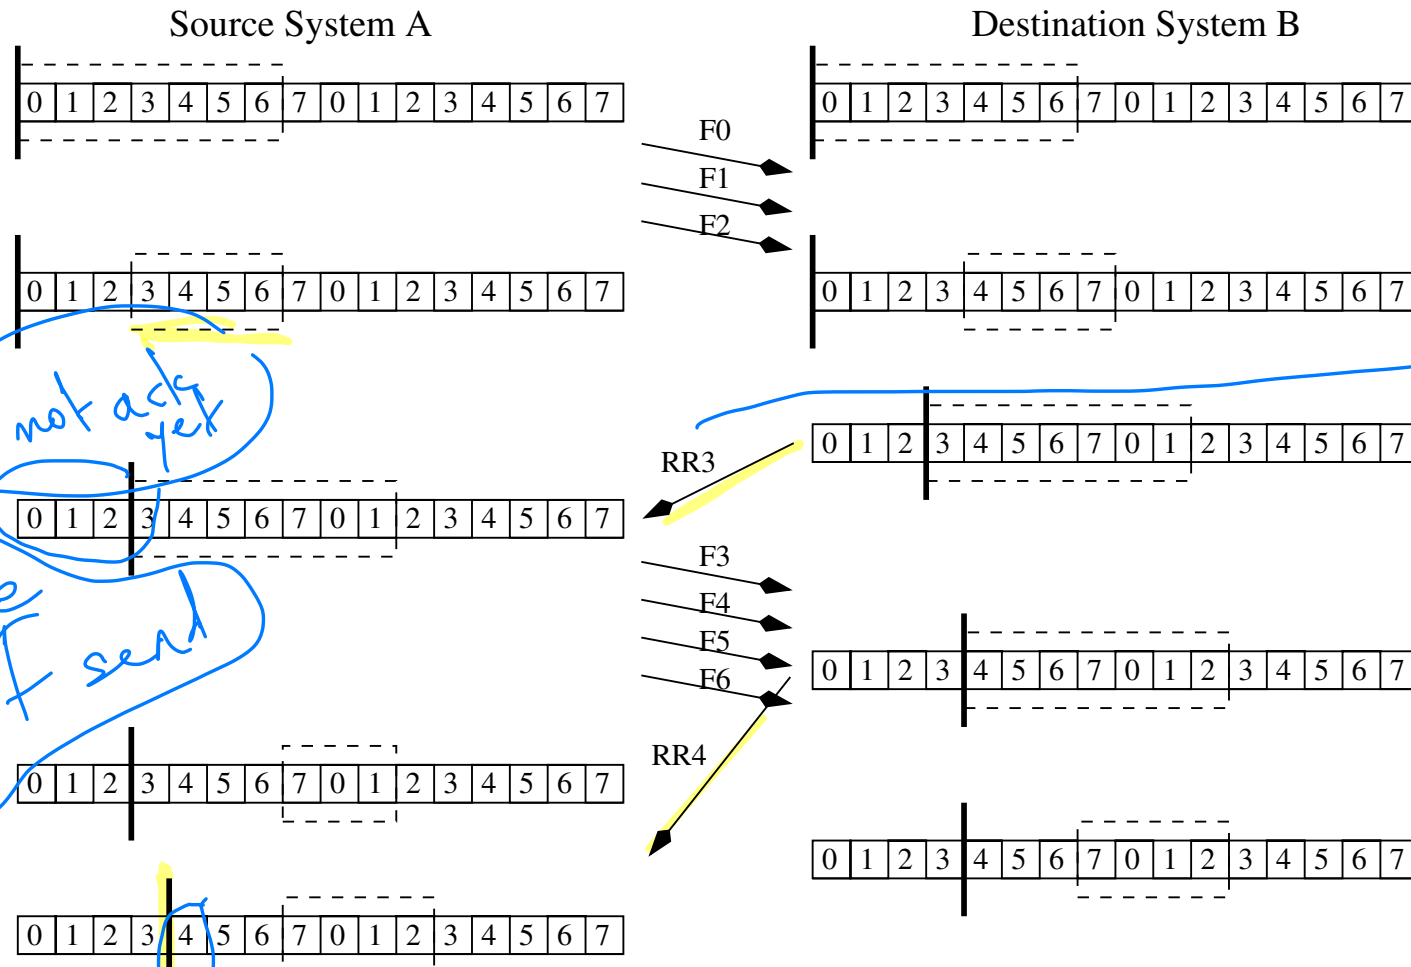 Source System A
Destination System B
0 1 2 3 4 5 6 7 0 1 2 3 4 5 6 7
0 1 2 3 4 5 6 7 0 1 2 3 4 5 6 7
F0
F1
F2
0 1 2 3 4 5 6 7 0 1 2 3 4 5 6 7
0 1 2 3 4 5 6 7 0 1 2 3 4 5 6 7
not ack
yet
0 1 2 3 4 5 6 7 0 1 2 3 4 5 6 7
RR3
0 1 2 3 4 5 6 7 0 1 2 3 4 5 6 7
F3
F4
F5
F6
I send
0 1 2 3 4 5 6 7 0 1 2 3 4 5 6 7
RR4
0 1 2 3 4 5 6 7 0 1 2 3 4 5 6 7
0 1 2 3 4 5 6 7 0 1 2 3 4 5 6 7
0 1 2 3 4 5 6 7 0 1 2 3 4 5 6 7